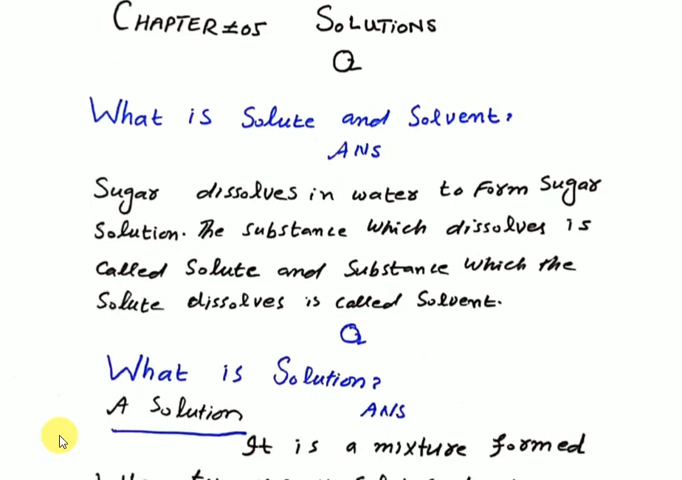 CHAPTER#05 SOLUTIONS
Q
What is Solute and Solvent?
ANS
Sugar dissolves in water to Form Sugar
Solution. The substance which dissolves is
called Solute and Substance which the
Solute dissolves is called Solvent.
Q
What is Solution?
A Solution ANS
It is a mixture formed